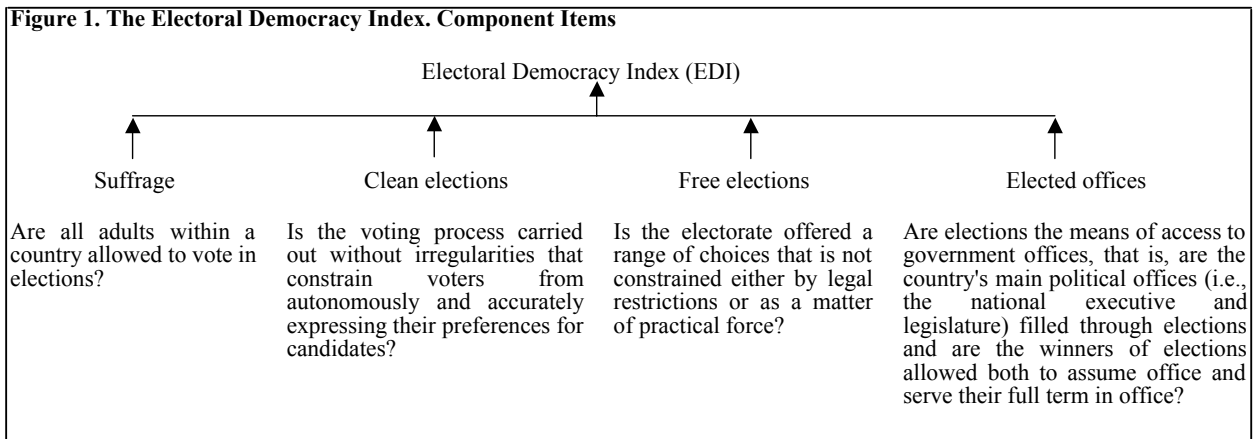 Figure 1. The Electoral Democracy Index. Component Items
Electoral Democracy Index (EDI)
Suffrage
Clean elections
Free elections
Elected offices
Are all adults within a
country allowed to vote in
elections?
Is the voting process carried
out without irregularities that
constrain voters from
autonomously and accurately
expressing their preferences for
candidates?
Is the electorate offered a
range of choices that is not
constrained either by legal
restrictions or as a matter
of practical force?
Are elections the means of access to
government offices, that is, are the
country's main political offices (i.e.,
the national executive and
legislature) filled through elections
and are the winners of elections
allowed both to assume office and
serve their full term in office?